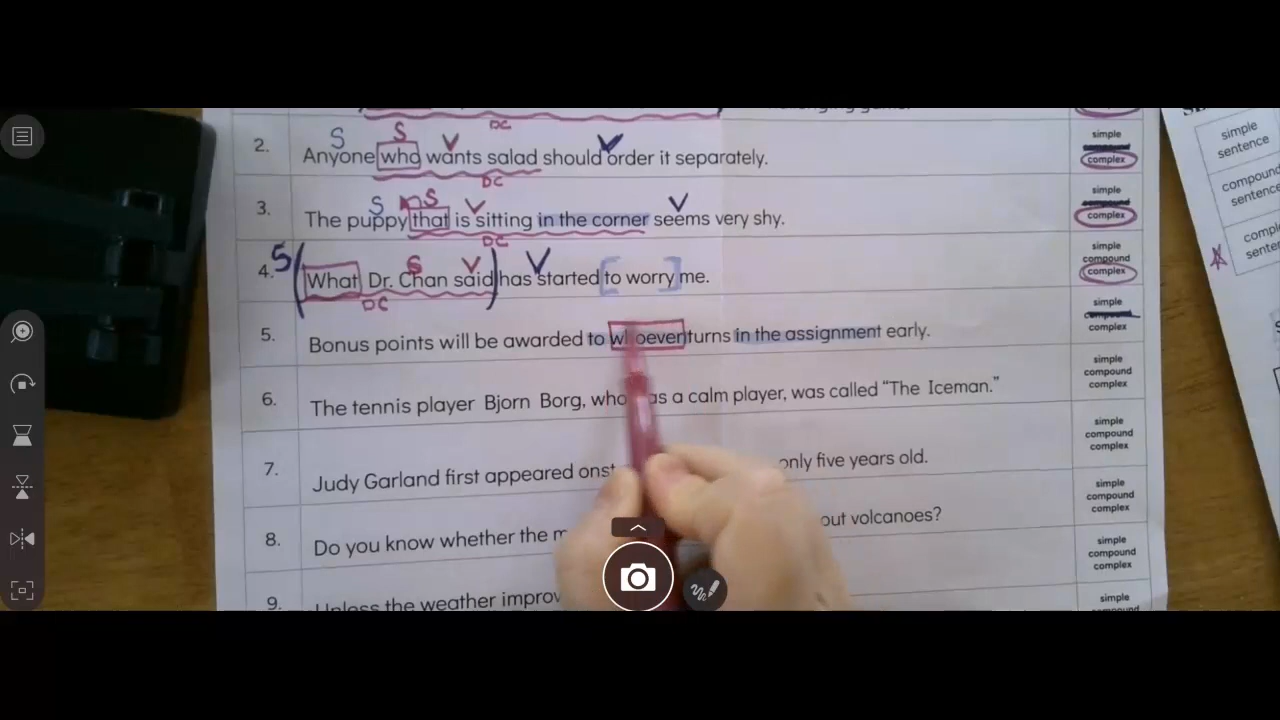 DC
S S V V
2. Anyone who wants salad should order it separately.
DC
simple
complex
S S V V
3. The puppy that is sitting in the corner seems very shy.
DC
simple
complex
S S V V
4. What Dr. Chan said has started to worry me.
DC
simple
compound
complex
5. Bonus points will be awarded to whoever turns in the assignment early.
simple
complex
6. The tennis player Bjorn Borg, who a calm player, was called “The Iceman.”
simple
compound
complex
7. Judy Garland first appeared only five years old.
simple
compound
complex
8. Do you know whether the volcanoes?
simple
compound
complex
9. Unless the weather
simple
compound
complex
simple
simple
sentence
compound
sentence